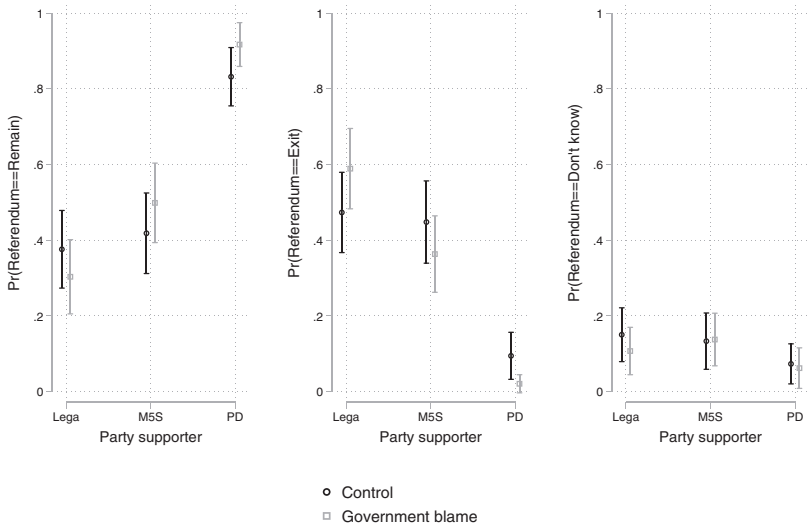 Pr(Referendum==Remain)
1
.8
.6
.4
.2
0
Lega M5S PD
Party supporter
Pr(Referendum==Exit)
1
.8
.6
.4
.2
0
Lega M5S PD
Party supporter
Pr(Referendum==Don't know)
1
.8
.6
.4
.2
0
Lega M5S PD
Party supporter
Control
Government blame